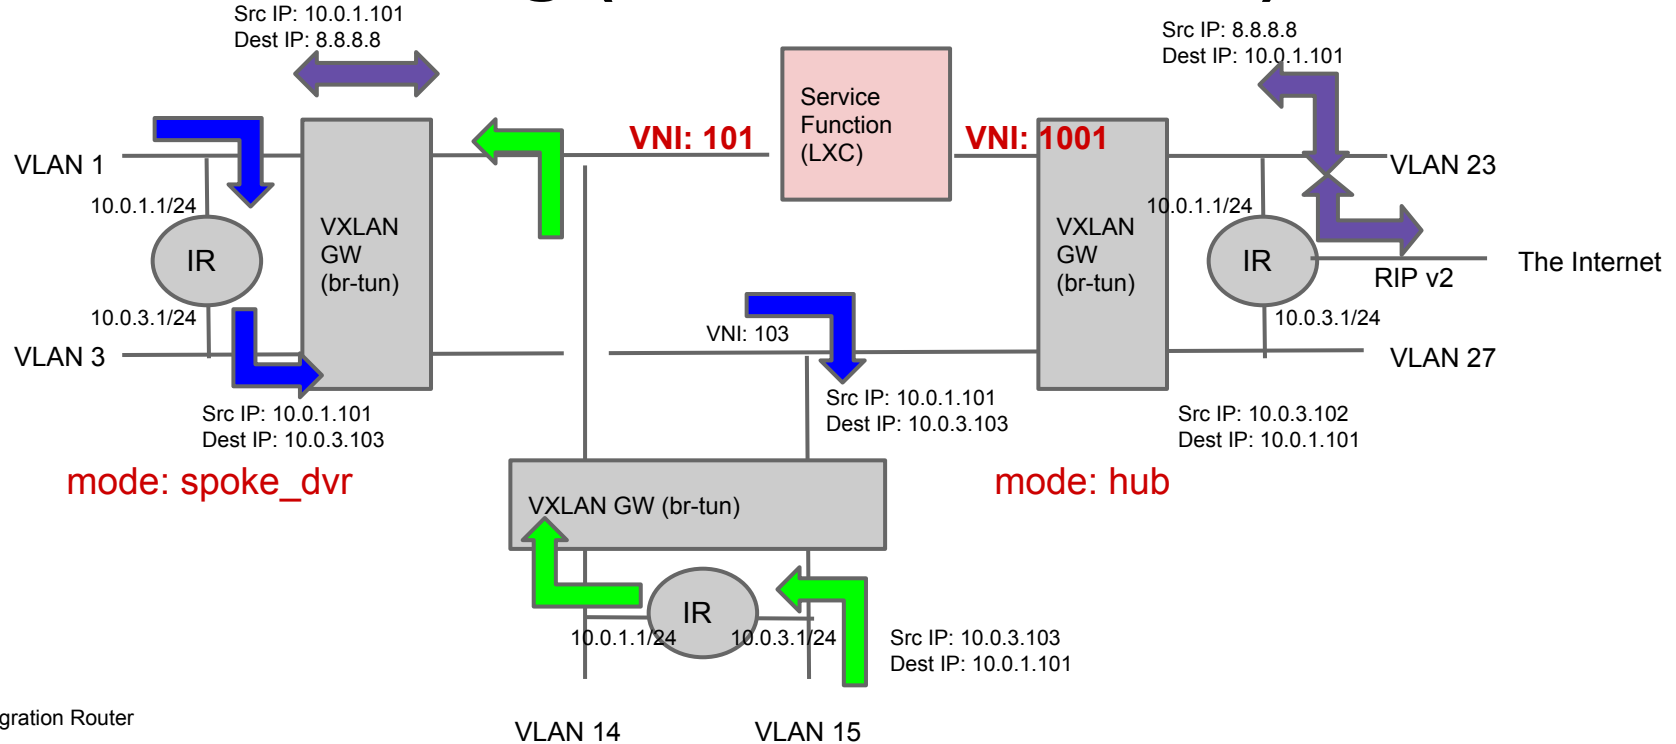 Src IP: 10.0.1.101
Dest IP: 8.8.8.8
Src IP: 8.8.8.8
Dest IP: 10.0.1.101
Service
Function
(LXC)
VNI: 101
VNI: 1001
VLAN 1
VLAN 23
10.0.1.1/24
10.0.1.1/24
VXLAN
GW
(br-tun)
VXLAN
GW
(br-tun)
IR
IR
The Internet
RIP v2
10.0.3.1/24
10.0.3.1/24
VNI: 103
VLAN 3
VLAN 27
Src IP: 10.0.1.101
Dest IP: 10.0.3.103
Src IP: 10.0.1.101
Dest IP: 10.0.3.103
Src IP: 10.0.3.102
Dest IP: 10.0.1.101
mode: spoke_dvr
mode: hub
VXLAN GW (br-tun)
IR
10.0.1.1/24
10.0.3.1/24
Src IP: 10.0.3.103
Dest IP: 10.0.1.101
gration Router
VLAN 14
VLAN 15